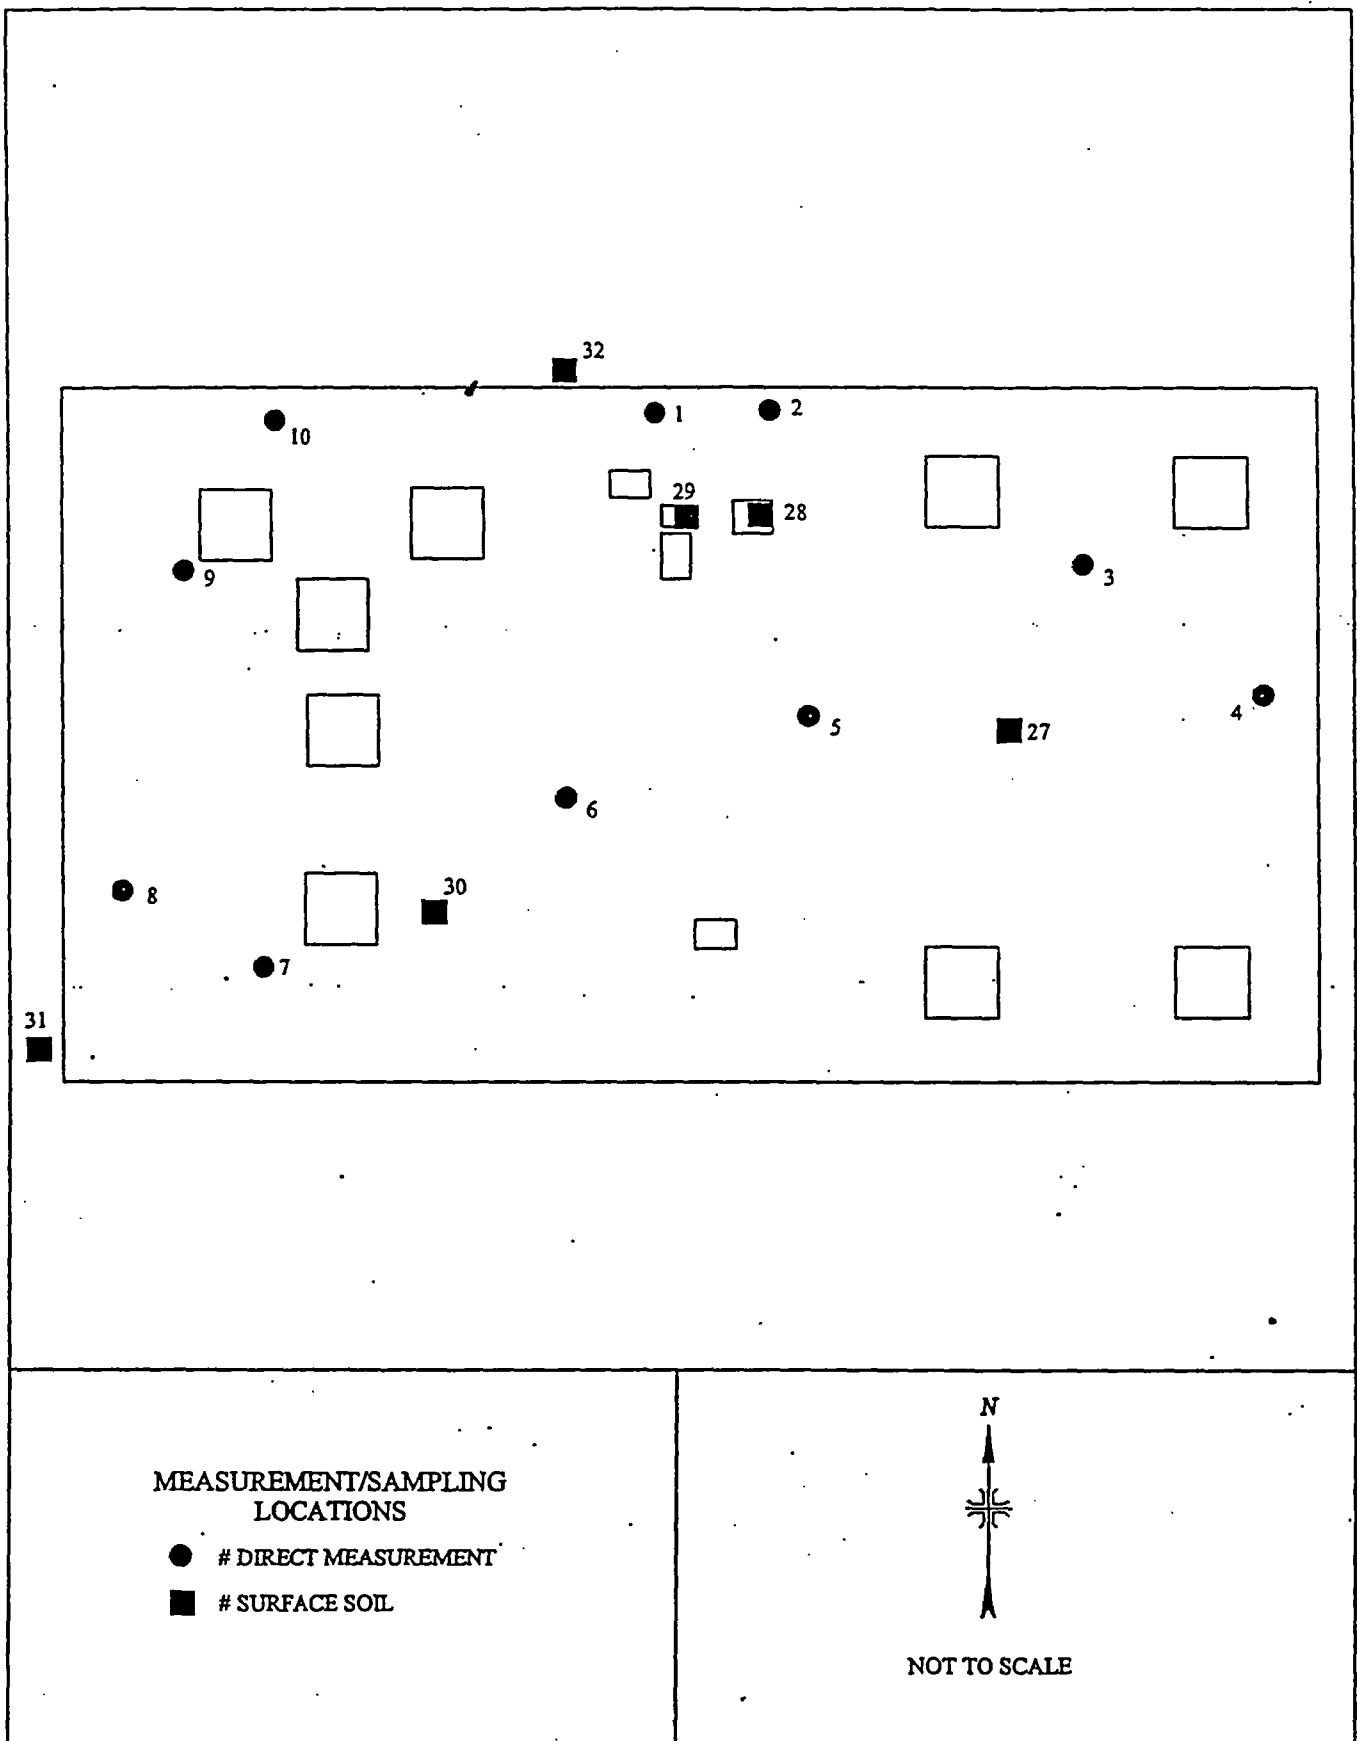 32
1
2
10
29
28
9
3
4
5
27
6
30
8
7
31
N
MEASUREMENT/SAMPLING
LOCATIONS
# DIRECT MEASUREMENT
# SURFACE SOIL
NOT TO SCALE